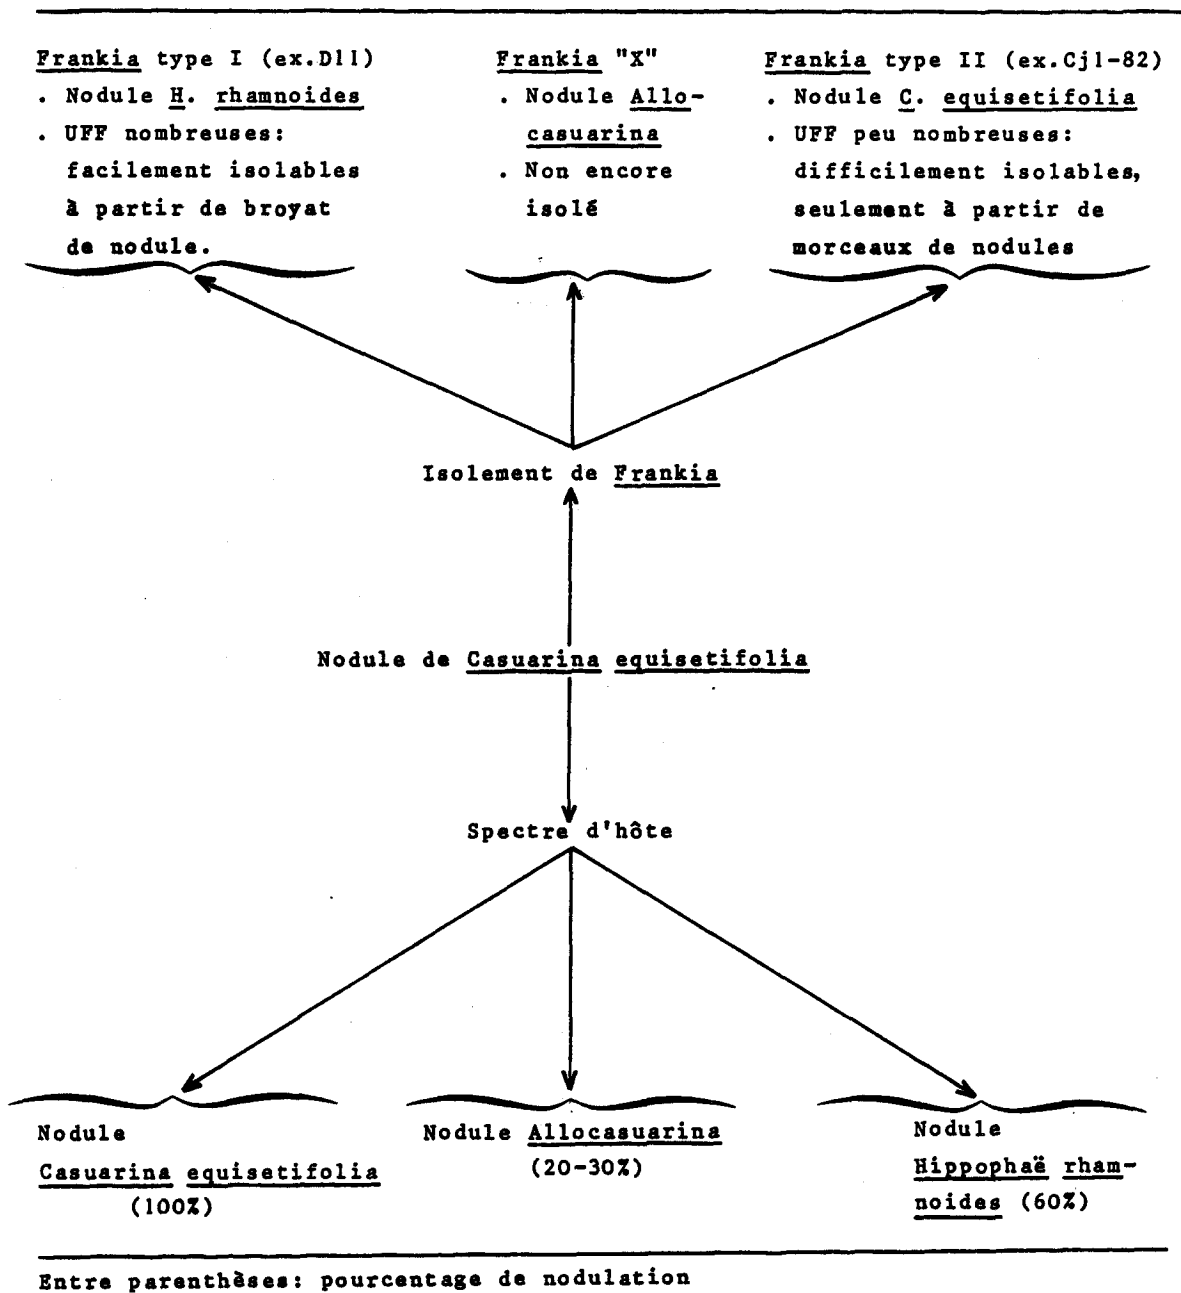 Frankia type I (ex.D11)
. Nodule H. rhamnoides
. UFF nombreuses:
facilement isolables
à partir de broyat
de nodule.
Frankia "X"
. Nodule Allo-
casuarina
. Non encore
isolé
Frankia type II (ex.Cj1-82)
. Nodule C. equisetifolia
. UFF peu nombreuses:
difficilement isolables,
seulement à partir de
morceaux de nodules
Isolement de Frankia
Nodule de Casuarina equisetifolia
Spectre d'hôte
Nodule
Casuarina equisetifolia
(100%)
Nodule Allocasuarina
(20-30%)
Nodule
Hippophaë rham-
noides (60%)
Entre parenthèses: pourcentage de nodulation